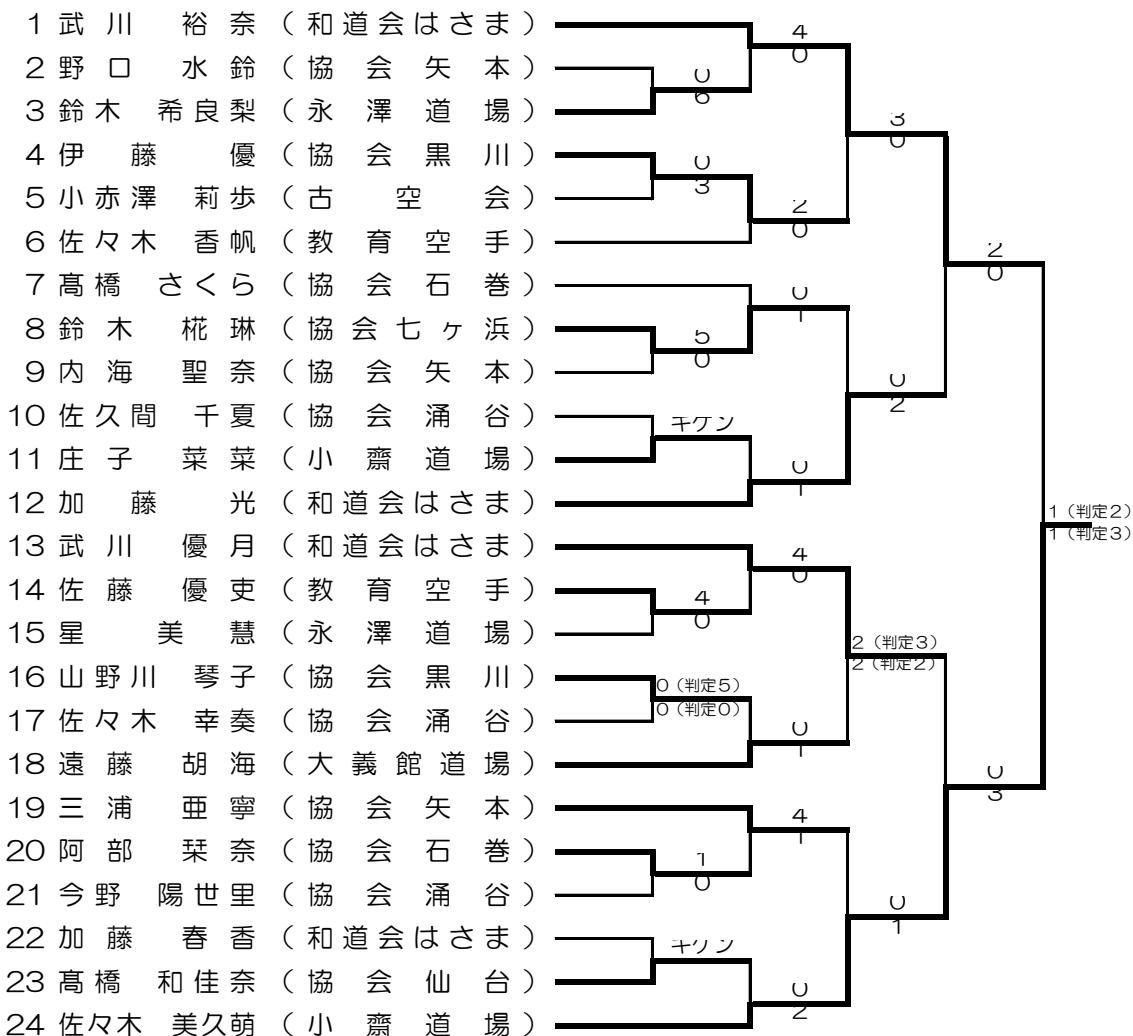 1 武川 裕奈 （和道会はさま）
2 野口 水鈴 （協会矢本）
3 鈴木 希良梨 （永澤道場）
4 伊藤 優 （協会黒川）
5 小赤澤 莉歩 （古空会）
6 佐々木 香帆 （教育空手）
7 髙橋 さくら （協会石巻）
8 鈴木 椛琳 （協会七ヶ浜）
9 内海 聖奈 （協会矢本）
10 佐久間 千夏 （協会涌谷）
11 庄子 菜菜 （小齋道場）
12 加藤 光 （和道会はさま）
13 武川 優月 （和道会はさま）
14 佐藤 優吏 （教育空手）
15 星 美慧 （永澤道場）
16 山野川 琴子 （協会黒川）
17 佐々木 幸奏 （協会涌谷）
18 遠藤 胡海 （大義館道場）
19 三浦 亜寧 （協会矢本）
20 阿部 栞奈 （協会石巻）
21 今野 陽世里 （協会涌谷）
22 加藤 春香 （和道会はさま）
23 髙橋 和佳奈 （協会仙台）
24 佐々木 美久萌 （小齋道場）
0
6
0
3
5
0
キケン
4
0
0（判定5）
0（判定0）
1
0
キケン
4
0
2
0
0
1
0
1
4
0
0
1
4
1
0
2
3
0
0
2
2（判定3）
2（判定2）
0
1
2
0
0
3
1（判定2）
1（判定3）